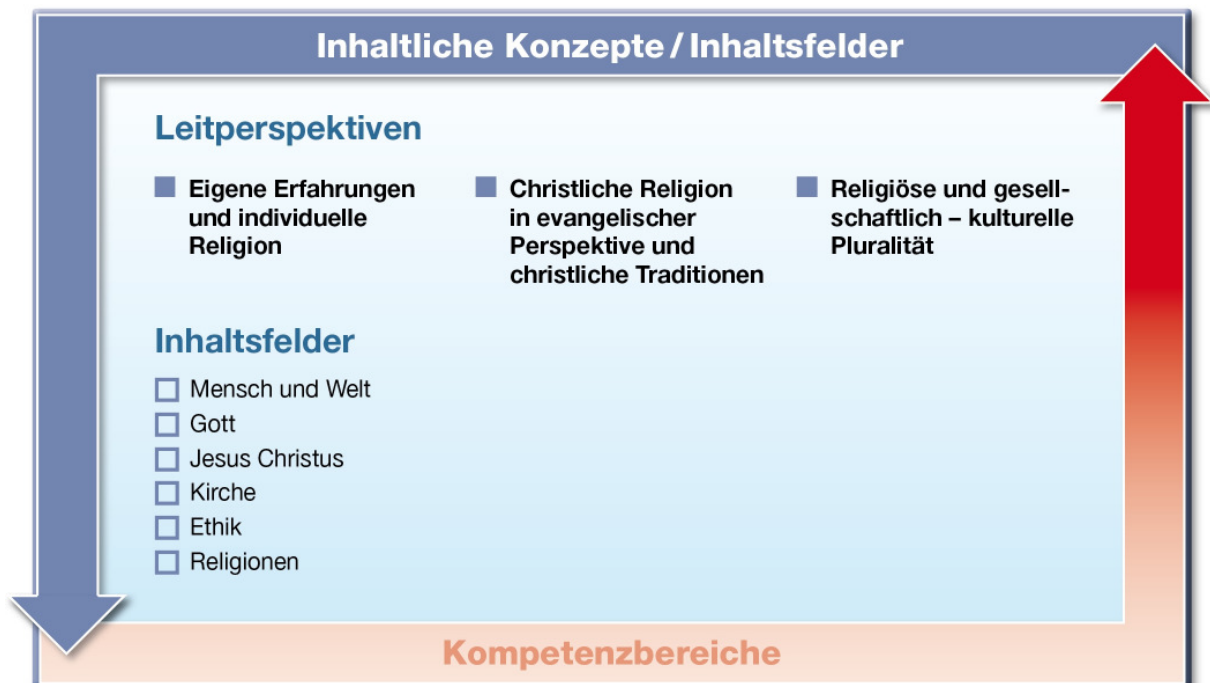 Inhaltliche Konzepte / Inhaltsfelder
Leitperspektiven
Eigene Erfahrungen
und individuelle
Religion
Christliche Religion
in evangelischer
Perspektive und
christliche Traditionen
Religiöse und gesell-
schaftlich – kulturelle
Pluralität
Inhaltsfelder
Mensch und Welt
Gott
Jesus Christus
Kirche
Ethik
Religionen
Kompetenzbereiche